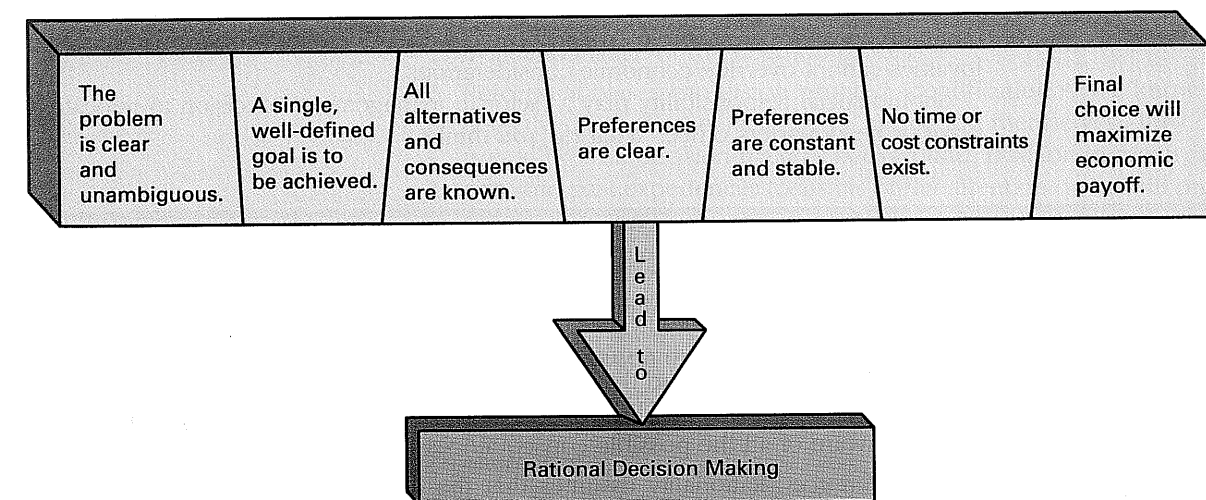 The
problem
is clear
and
unambiguous.
A single,
well-defined
goal is to
be achieved.
All
alternatives
and
consequences
are known.
Preferences
are clear.
Preferences
are constant
and stable.
No time or
cost constraints
exist.
Final
choice will
maximize
economic
payoff.
Lead to
Rational Decision Making